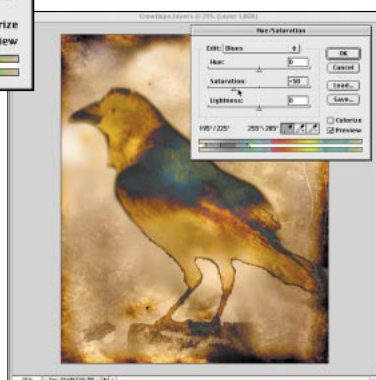 rize
iew
CrowHope.layers @ 25% (Layer 1,RGB)
Hue/Saturation
Edit: Blues
Hue: 0
Saturation: -50
Lightness: 0
OK
Cancel
Load...
Save...
195°/225° 255°\285°
Colorize
Preview